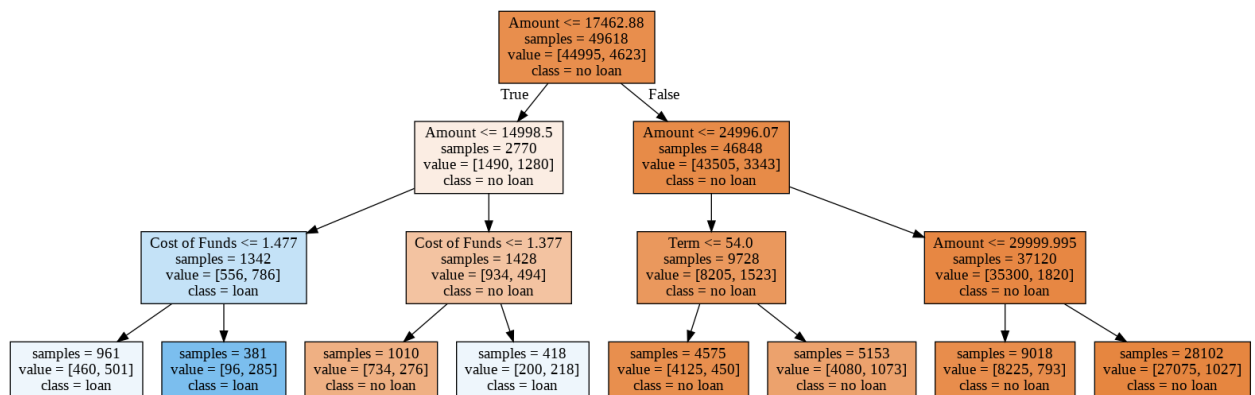 Amount <= 17462.88
samples = 49618
value = [44995, 4623]
class = no loan
True
False
Amount <= 14998.5
samples = 2770
value = [1490, 1280]
class = no loan
Amount <= 24996.07
samples = 46848
value = [43505, 3343]
class = no loan
Cost of Funds <= 1.477
samples = 1342
value = [556, 786]
class = loan
Cost of Funds <= 1.377
samples = 1428
value = [934, 494]
class = no loan
Term <= 54.0
samples = 9728
value = [8205, 1523]
class = no loan
Amount <= 29999.995
samples = 37120
value = [35300, 1820]
class = no loan
samples = 961
value = [460, 501]
class = loan
samples = 381
value = [96, 285]
class = loan
samples = 1010
value = [734, 276]
class = no loan
samples = 418
value = [200, 218]
class = loan
samples = 4575
value = [4125, 450]
class = no loan
samples = 5153
value = [4080, 1073]
class = no loan
samples = 9018
value = [8225, 793]
class = no loan
samples = 28102
value = [27075, 1027]
class = no loan